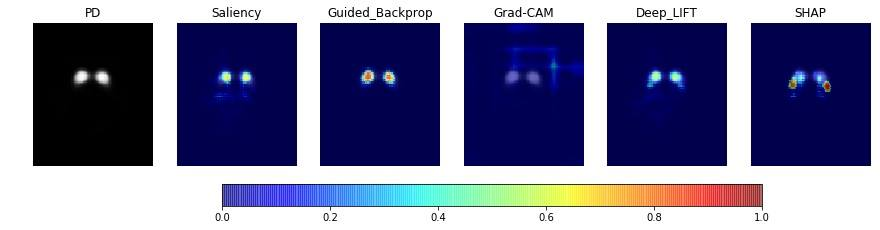 PD Saliency Guided_Backprop Grad-CAM Deep_LIFT SHAP
0.0 0.2 0.4 0.6 0.8 1.0